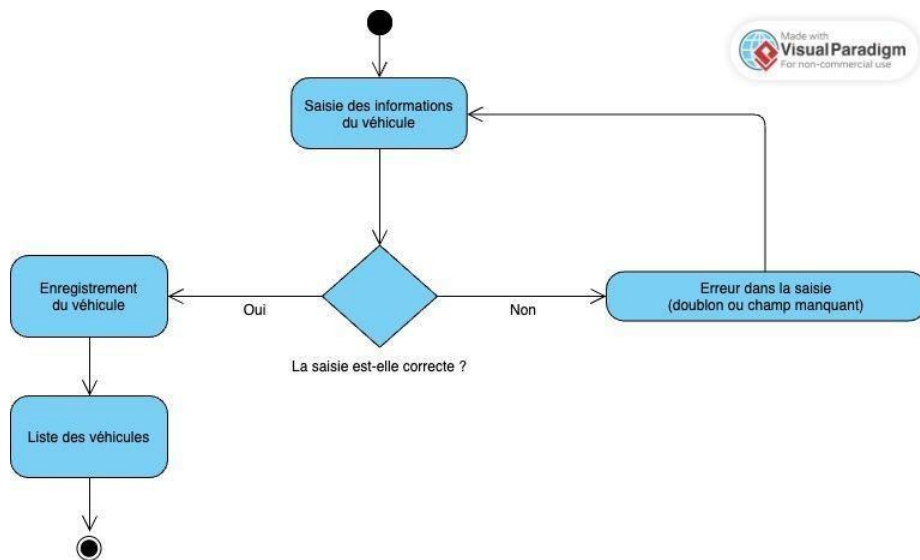 Made with
Visual Paradigm
For non-commercial use
Saisie des informations
du véhicule
Enregistrement
du véhicule
Oui
Non
Erreur dans la saisie
(doublon ou champ manquant)
La saisie est-elle correcte ?
Liste des véhicules